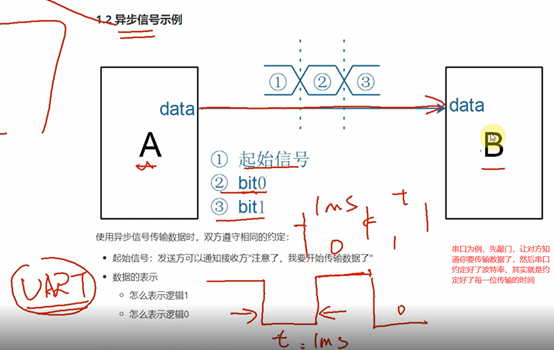 1.2 异步信号示例
① ② ③
data
data
A
B
① 起始信号
② bit0
③ bit1
1ms t
0 1
使用异步信号传输数据时，双方遵守相同的约定：
• 起始信号：发送方可以通知接收方"注意了，我要开始传输数据了"
• 数据的表示
○ 怎么表示逻辑1
○ 怎么表示逻辑0
UART
0
t = 1ms
串口为例，先敲门，让对方知
道你要传输数据了，然后串口
约定好了波特率，其实就是约
定好了每一位传输的时间